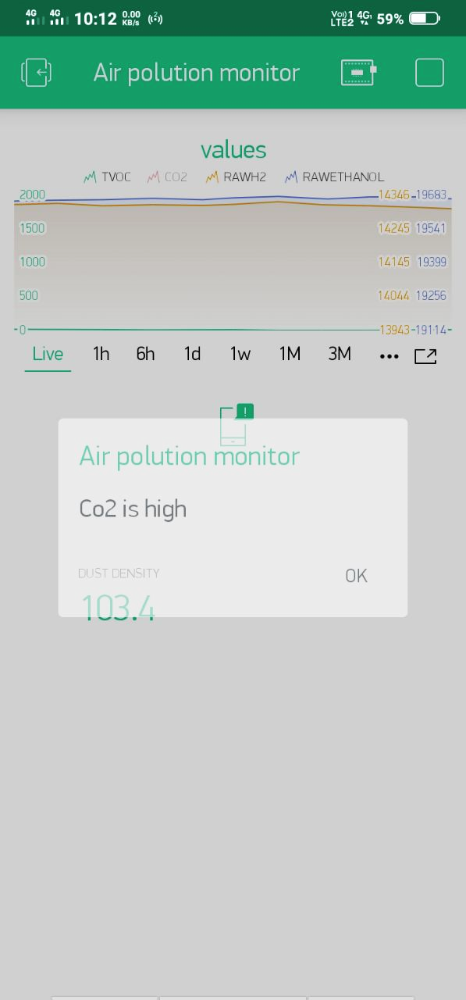 4G 4G 10:12 0.00 KB/s 2 Vo))1 LTE2 4G 59%
Air polution monitor
values
TVOC CO2 RAWH2 RAWETHANOL
2000 14346 19683
1500 14245 19541
1000 14145 19399
500 14044 19256
0 13943 19114
Live 1h 6h 1d 1w 1M 3M •••
!
Air polution monitor
Co2 is high
DUST DENSITY OK
103.4